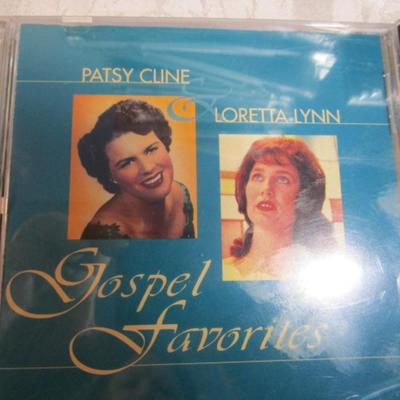 PATSY CLINE
&
LORETTA LYNN
Gospel
Favorites